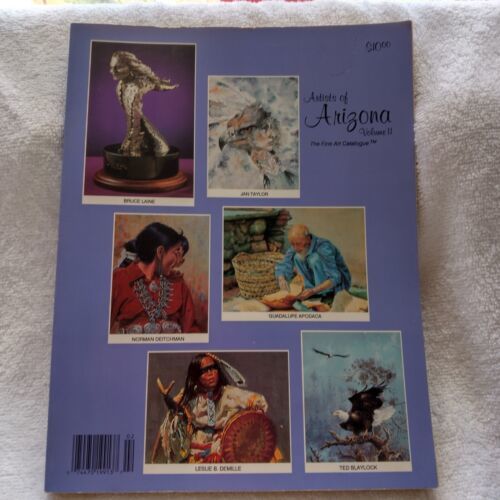 $10.00
Artists of
Arizona
Volume II
The Fine Art Catalogue™
BRUCE LAINE
JAN TAYLOR
NORMAN DEITCHMAN
GUADALUPE APODACA
LESLIE B. DEMILLE
TED BLAYLOCK
02